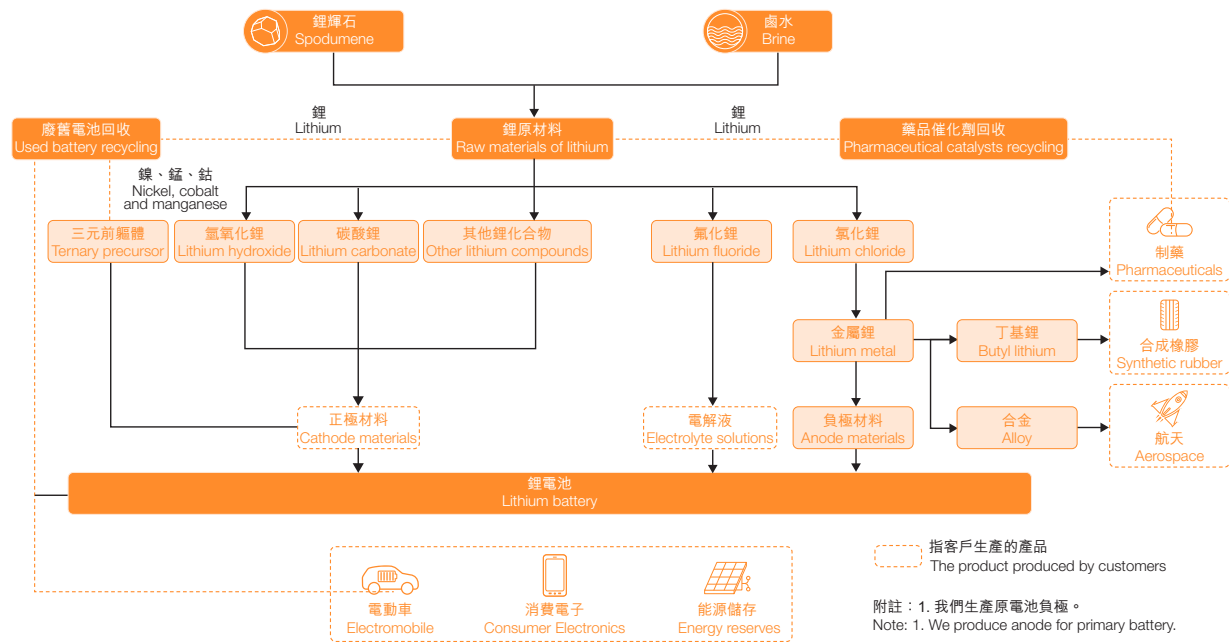 鋰輝石
Spodumene
鹵水
Brine
鋰
Lithium
鋰
Lithium
廢舊電池回收
Used battery recycling
鋰原材料
Raw materials of lithium
藥品催化劑回收
Pharmaceutical catalysts recycling
鎳、錳、鈷
Nickel, cobalt
and manganese
三元前軀體
Ternary precursor
氫氧化鋰
Lithium hydroxide
碳酸鋰
Lithium carbonate
其他鋰化合物
Other lithium compounds
氟化鋰
Lithium fluoride
氯化鋰
Lithium chloride
制藥
Pharmaceuticals
金屬鋰
Lithium metal
丁基鋰
Butyl lithium
合成橡膠
Synthetic rubber
正極材料
Cathode materials
電解液
Electrolyte solutions
負極材料
Anode materials
合金
Alloy
航天
Aerospace
鋰電池
Lithium battery
電動車
Electromobile
消費電子
Consumer Electronics
能源儲存
Energy reserves
指客戶生產的產品
The product produced by customers
附註：1. 我們生產原電池負極。
Note: 1. We produce anode for primary battery.